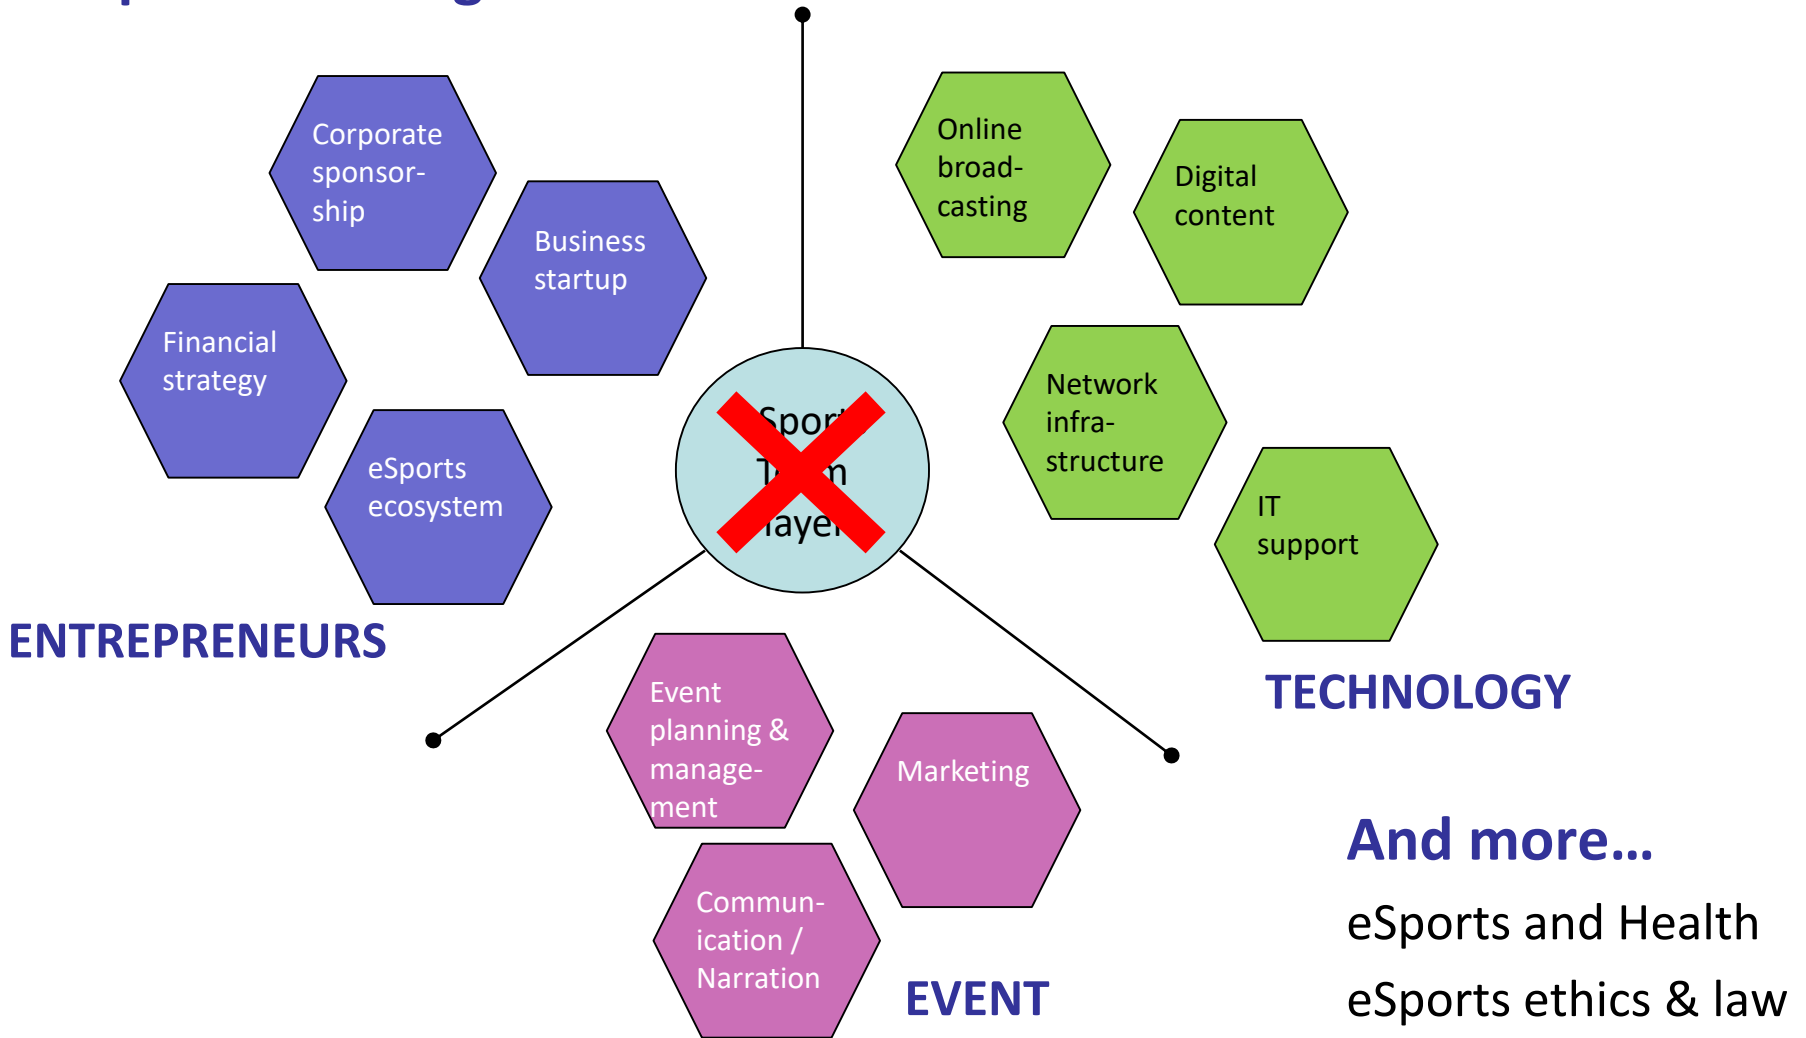 Corporate
sponsor-
ship
Business
startup
Financial
strategy
eSports
ecosystem
ENTREPRENEURS
Online
broad-
casting
Digital
content
Network
infra-
structure
IT
support
TECHNOLOGY
Event
planning &
manage-
ment
Marketing
Commun-
ication /
Narration
EVENT
And more…
eSports and Health
eSports ethics & law